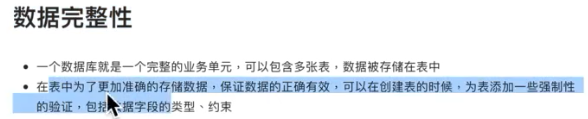 数据完整性
一个数据库就是一个完整的业务单元，可以包含多张表，数据被存储在表中
在表中为了更加准确的存储数据，保证数据的正确有效，可以在创建表的时候，为表添加一些强制性
的验证，包括 据字段的类型、约束